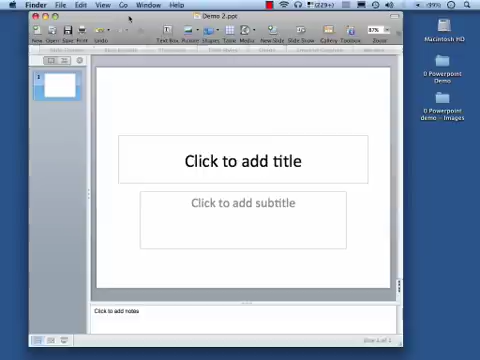 Finder File Edit View Go Window Help
Demo 2.ppt
New Open Save Print Undo Text Box Picture Shapes Table Media New Slide Slide Show Gallery Toolbox Zoom
87%
1
Click to add title
Click to add subtitle
Click to add notes
Slide 1 of 1
Macintosh HD
0 Powerpoint
Demo
0 Powerpoint
demo – Images